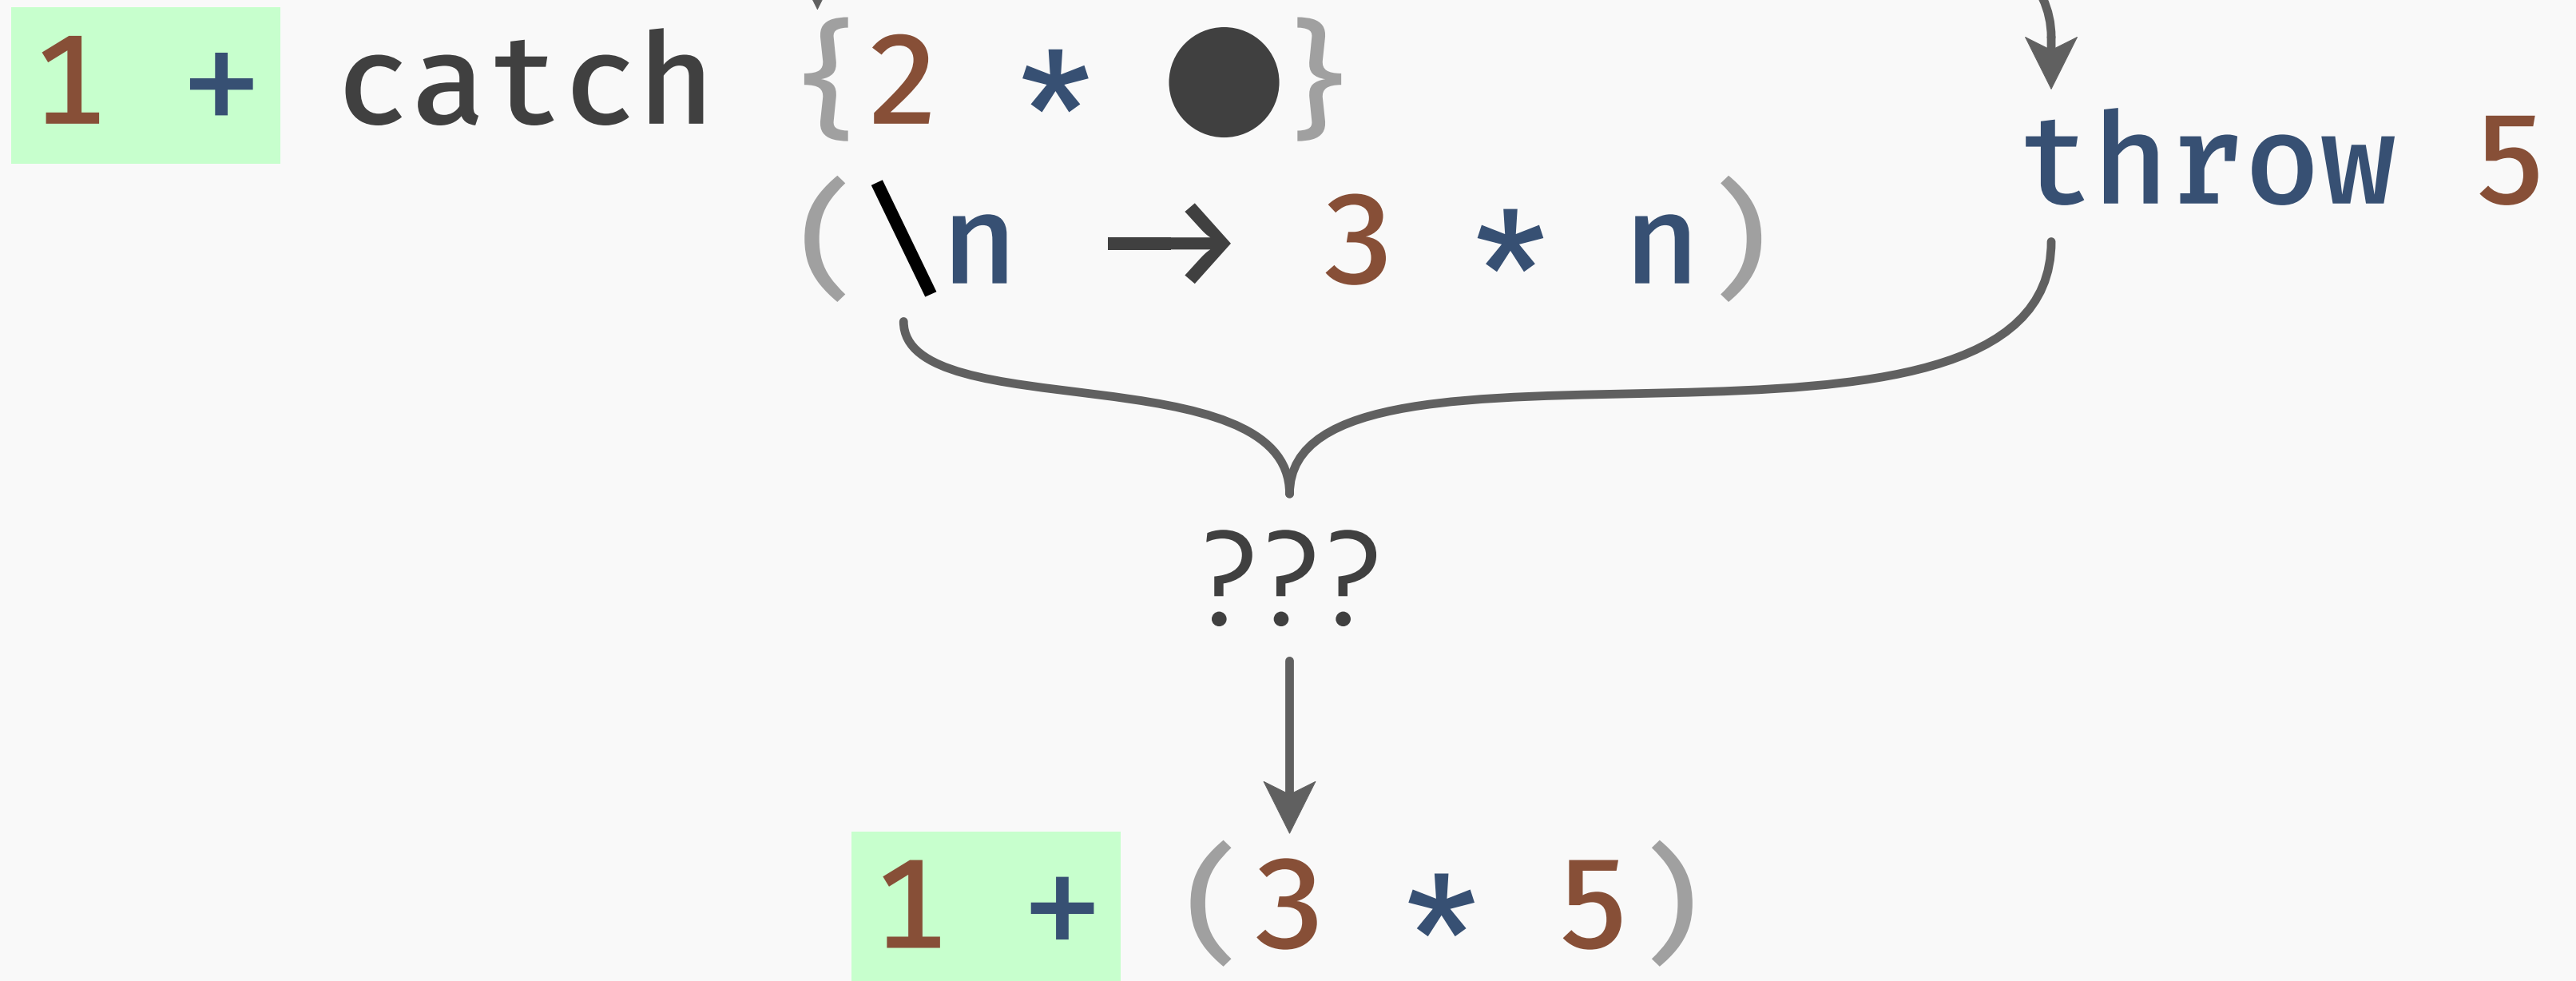 1 + catch {2 * ●}
throw 5
(\n → 3 * n)
???
1 + (3 * 5)